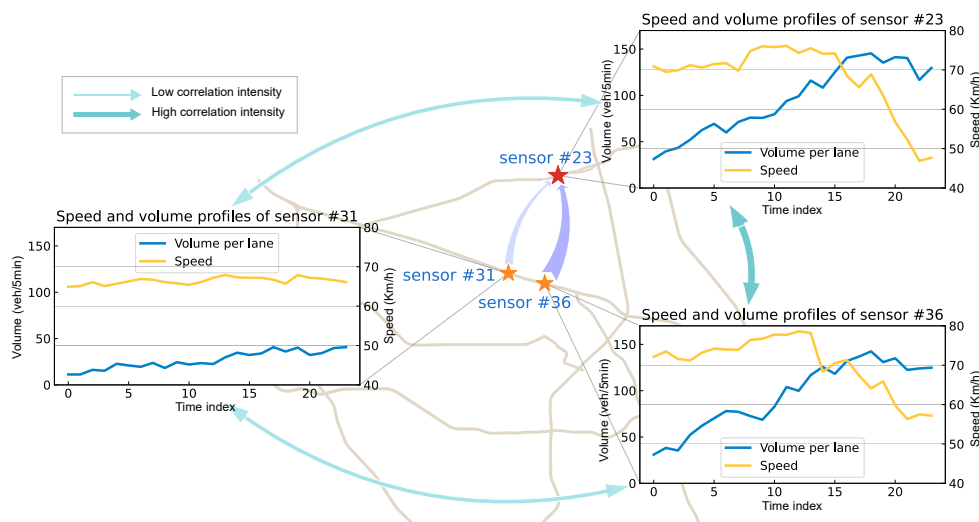 Speed and volume profiles of sensor #23
Volume (veh/5min)
150
100
50
0
80
70
60
50
40
Speed (Km/h)
Volume per lane
Speed
0 5 10 15 20
Time index
Low correlation intensity
High correlation intensity
sensor #23
sensor #31
sensor #36
Speed and volume profiles of sensor #31
Volume (veh/5min)
150
100
50
0
80
70
60
50
40
Speed (Km/h)
Volume per lane
Speed
0 5 10 15 20
Time index
Speed and volume profiles of sensor #36
Volume (veh/5min)
150
100
50
0
80
70
60
50
40
Speed (Km/h)
Volume per lane
Speed
0 5 10 15 20
Time index